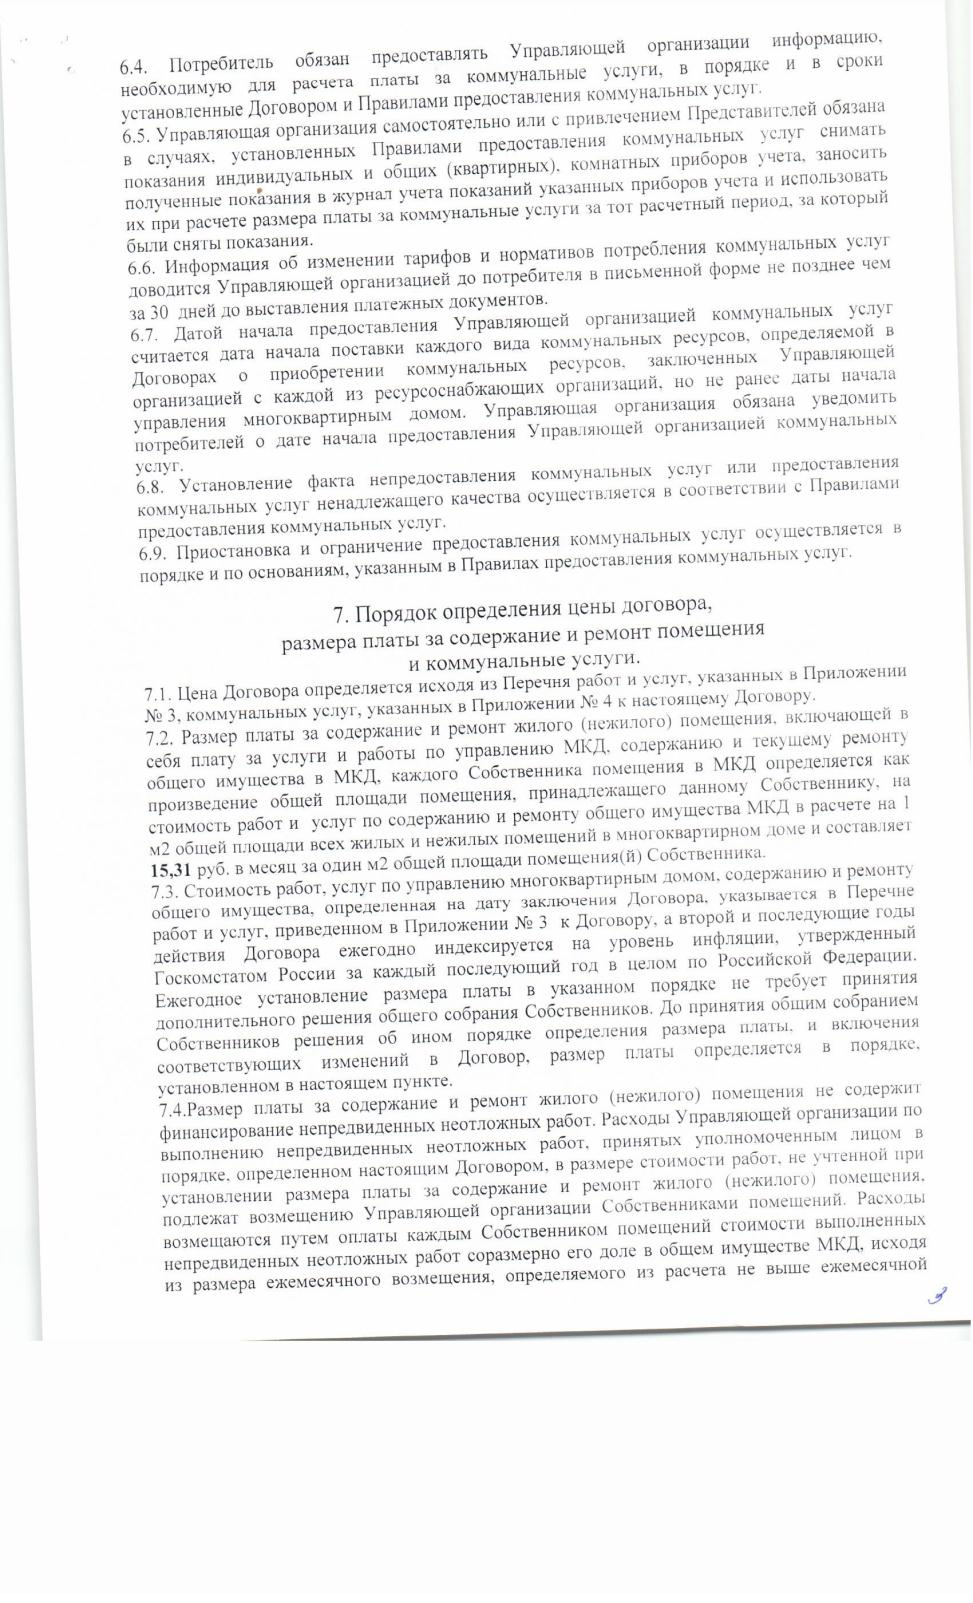 6.4. Потребитель обязан предоставлять Управляющей организации информацию,
необходимую для расчета платы за коммунальные услуги, в порядке и в сроки
установленные Договором и Правилами предоставления коммунальных услуг.
6.5. Управляющая организация самостоятельно или с привлечением Представителей обязана
в случаях, установленных Правилами предоставления коммунальных услуг снимать
показания индивидуальных и общих (квартирных), комнатных приборов учета, заносить
полученные показания в журнал учета показаний указанных приборов учета и использовать
их при расчете размера платы за коммунальные услуги за тот расчетный период, за который
были сняты показания.
6.6. Информация об изменении тарифов и нормативов потребления коммунальных услуг
доводится Управляющей организацией до потребителя в письменной форме не позднее чем
за 30 дней до выставления платежных документов.
6.7. Датой начала предоставления Управляющей организацией коммунальных услуг
считается дата начала поставки каждого вида коммунальных ресурсов, определяемой в
Договорах о приобретении коммунальных ресурсов, заключенных Управляющей
организацией с каждой из ресурсоснабжающих организаций, но не ранее даты начала
управления многоквартирным домом. Управляющая организация обязана уведомить
потребителей о дате начала предоставления Управляющей организацией коммунальных
услуг.
6.8. Установление факта непредоставления коммунальных услуг или предоставления
коммунальных услуг ненадлежащего качества осуществляется в соответствии с Правилами
предоставления коммунальных услуг.
6.9. Приостановка и ограничение предоставления коммунальных услуг осуществляется в
порядке и по основаниям, указанным в Правилах предоставления коммунальных услуг.
7. Порядок определения цены договора,
размера платы за содержание и ремонт помещения
и коммунальные услуги.
7.1. Цена Договора определяется исходя из Перечня работ и услуг, указанных в Приложении
№ 3, коммунальных услуг, указанных в Приложении № 4 к настоящему Договору.
7.2. Размер платы за содержание и ремонт жилого (нежилого) помещения, включающей в
себя плату за услуги и работы по управлению МКД, содержанию и текущему ремонту
общего имущества в МКД, каждого Собственника помещения в МКД определяется как
произведение общей площади помещения, принадлежащего данному Собственнику, на
стоимость работ и услуг по содержанию и ремонту общего имущества МКД в расчете на 1
м2 общей площади всех жилых и нежилых помещений в многоквартирном доме и составляет
15,31 руб. в месяц за один м2 общей площади помещения(й) Собственника.
7.3. Стоимость работ, услуг по управлению многоквартирным домом, содержанию и ремонту
общего имущества, определенная на дату заключения Договора, указывается в Перечне
работ и услуг, приведенном в Приложении № 3 к Договору, а второй и последующие годы
действия Договора ежегодно индексируется на уровень инфляции, утвержденный
Госкомстатом России за каждый последующий год в целом по Российской Федерации.
Ежегодное установление размера платы в указанном порядке не требует принятия
дополнительного решения общего собрания Собственников. До принятия общим собранием
Собственников решения об ином порядке определения размера платы, и включения
соответствующих изменений в Договор, размер платы определяется в порядке,
установленном в настоящем пункте.
7.4.Размер платы за содержание и ремонт жилого (нежилого) помещения не содержит
финансирование непредвиденных неотложных работ. Расходы Управляющей организации по
выполнению непредвиденных неотложных работ, принятых уполномоченным лицом в
порядке, определенном настоящим Договором, в размере стоимости работ, не учтенной при
установлении размера платы за содержание и ремонт жилого (нежилого) помещения,
подлежат возмещению Управляющей организации Собственниками помещений. Расходы
возмещаются путем оплаты каждым Собственником помещений стоимости выполненных
непредвиденных неотложных работ соразмерно его доле в общем имуществе МКД, исходя
из размера ежемесячного возмещения, определяемого из расчета не выше ежемесячной